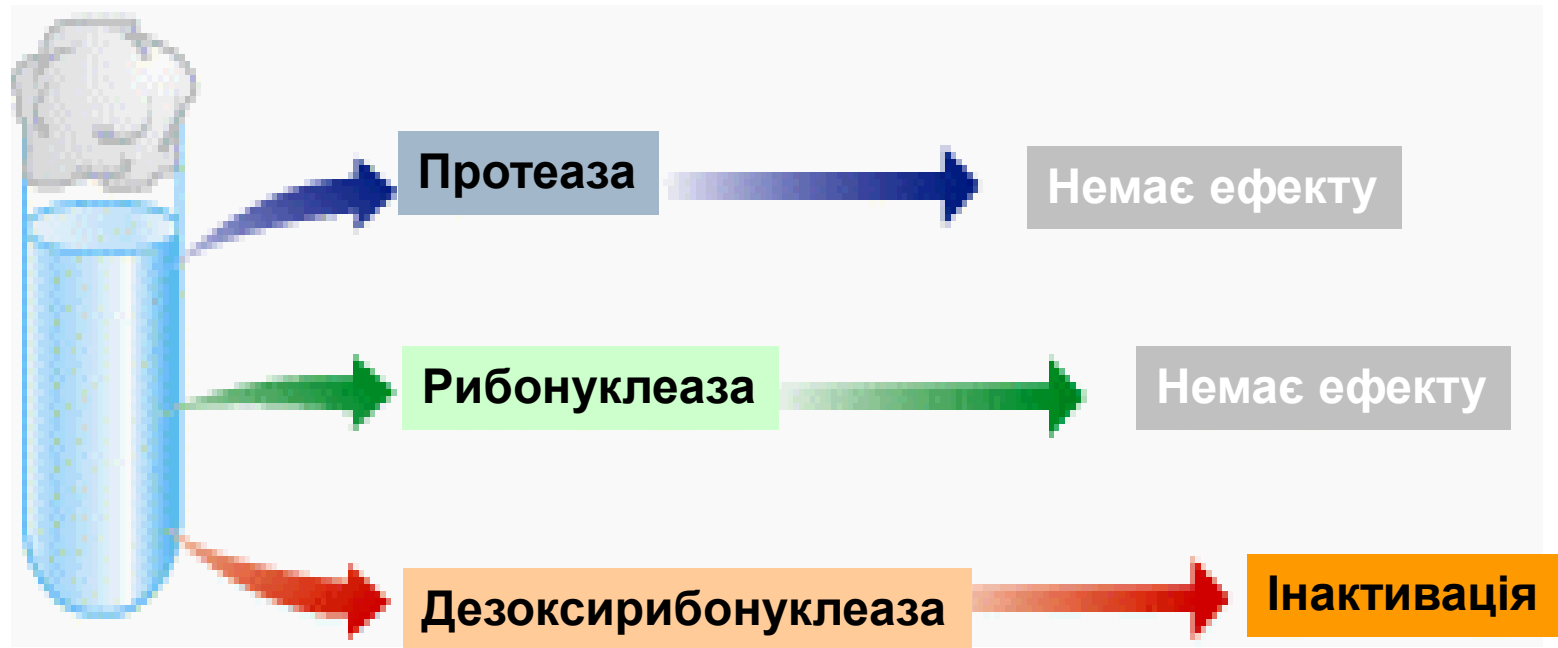 Протеаза
Немає ефекту
Рибонуклеаза
Немає ефекту
Дезоксирибонуклеаза
Інактивація